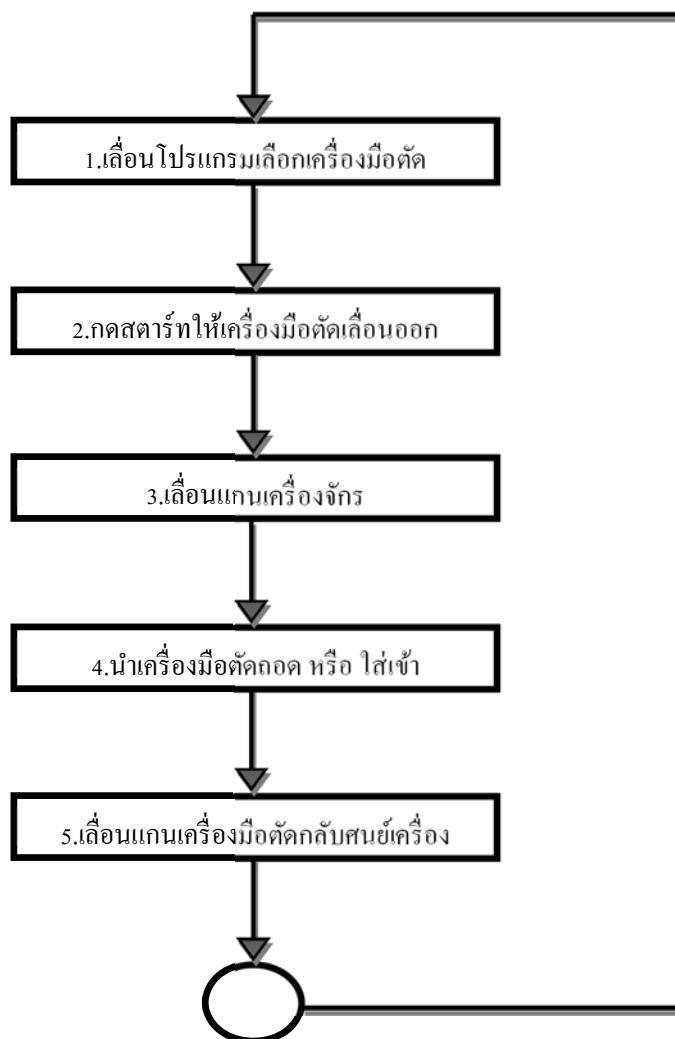 1.เลื่อนโปรแกรมเลือกเครื่องมือตัด
2.กดสตาร์ทให้เครื่องมือตัดเลื่อนออก
3.เลื่อนแกนเครื่องจักร
4.นำเครื่องมือตัดถอด หรือ ใส่เข้า
5.เลื่อนแกนเครื่องมือตัดกลับศนย์เครื่อง